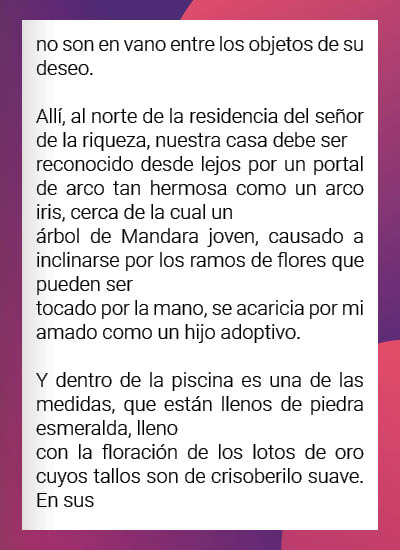 no son en vano entre los objetos de su
deseo.
Allí, al norte de la residencia del señor
de la riqueza, nuestra casa debe ser
reconocido desde lejos por un portal
de arco tan hermosa como un arco
iris, cerca de la cual un
árbol de Mandara joven, causado a
inclinarse por los ramos de flores que
pueden ser
tocado por la mano, se acaricia por mi
amado como un hijo adoptivo.
Y dentro de la piscina es una de las
medidas, que están llenos de piedra
esmeralda, lleno
con la floración de los lotos de oro
cuyos tallos son de crisoberilo suave.
En sus